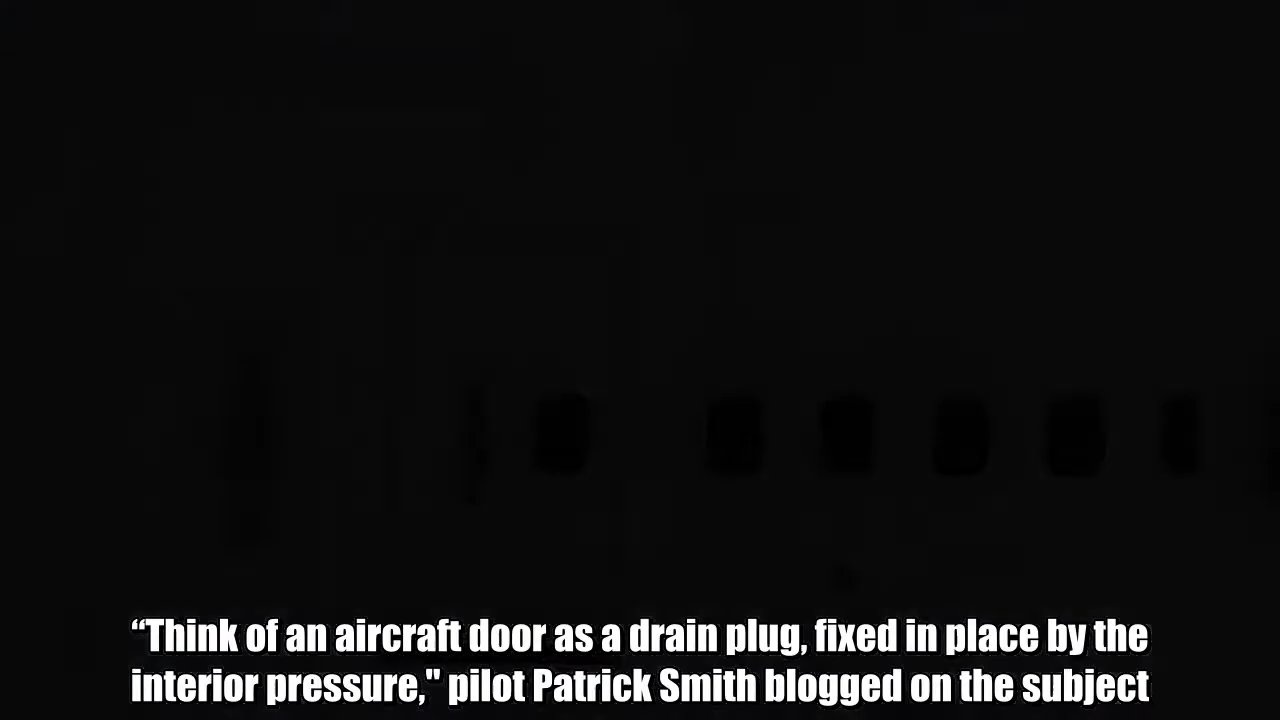 “Think of an aircraft door as a drain plug, fixed in place by the
interior pressure," pilot Patrick Smith blogged on the subject